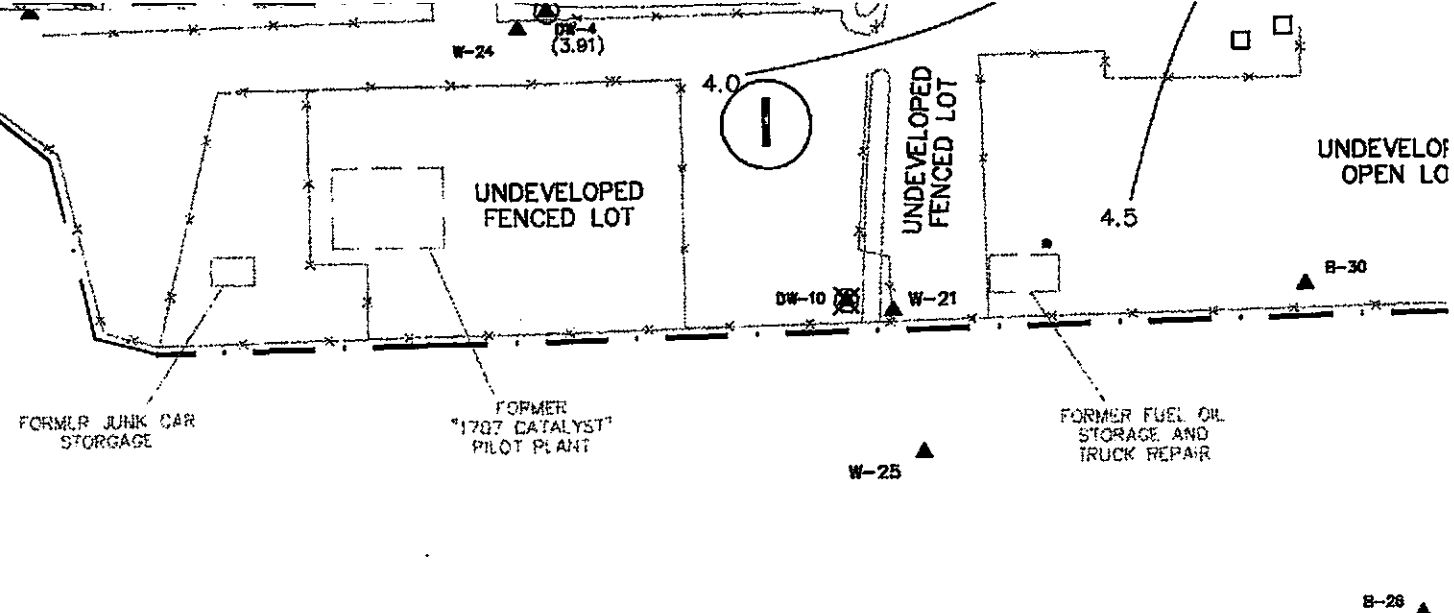 DW-4
(3.91)
W-24
4.0
I
UNDEVELOPED
FENCED LOT
UNDEVELOPED
FENCED LOT
UNDEVELOP
OPEN LO
4.5
B-30
DW-10
W-21
FORMER JUNK CAR
STORGAGE
FORMER
"1707 CATALYST"
PILOT PLANT
FORMER FUEL OIL
STORAGE AND
TRUCK REPAIR
W-25
B-26